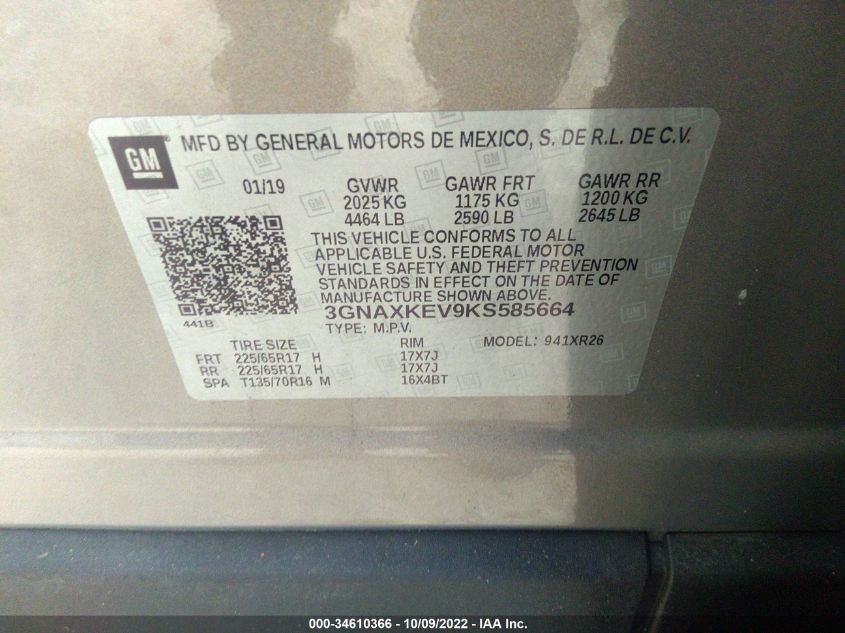 GM MFD BY GENERAL MOTORS DE MEXICO, S. DE R.L. DE C.V.
01/19 GVWR GAWR FRT GAWR RR
2025 KG 1175 KG 1200 KG
4464 LB 2590 LB 2645 LB
THIS VEHICLE CONFORMS TO ALL
APPLICABLE U.S. FEDERAL MOTOR
VEHICLE SAFETY AND THEFT PREVENTION
STANDARDS IN EFFECT ON THE DATE OF
MANUFACTURE SHOWN ABOVE.
441B
3GNAXKEV9KS585664
TYPE: M.P.V.
TIRE SIZE RIM MODEL: 941XR26
FRT 225/65R17 H 17X7J
RR 225/65R17 H 17X7J
SPA T135/70R16 M 16X4BT
000-34610366 - 10/09/2022 - IAA Inc.